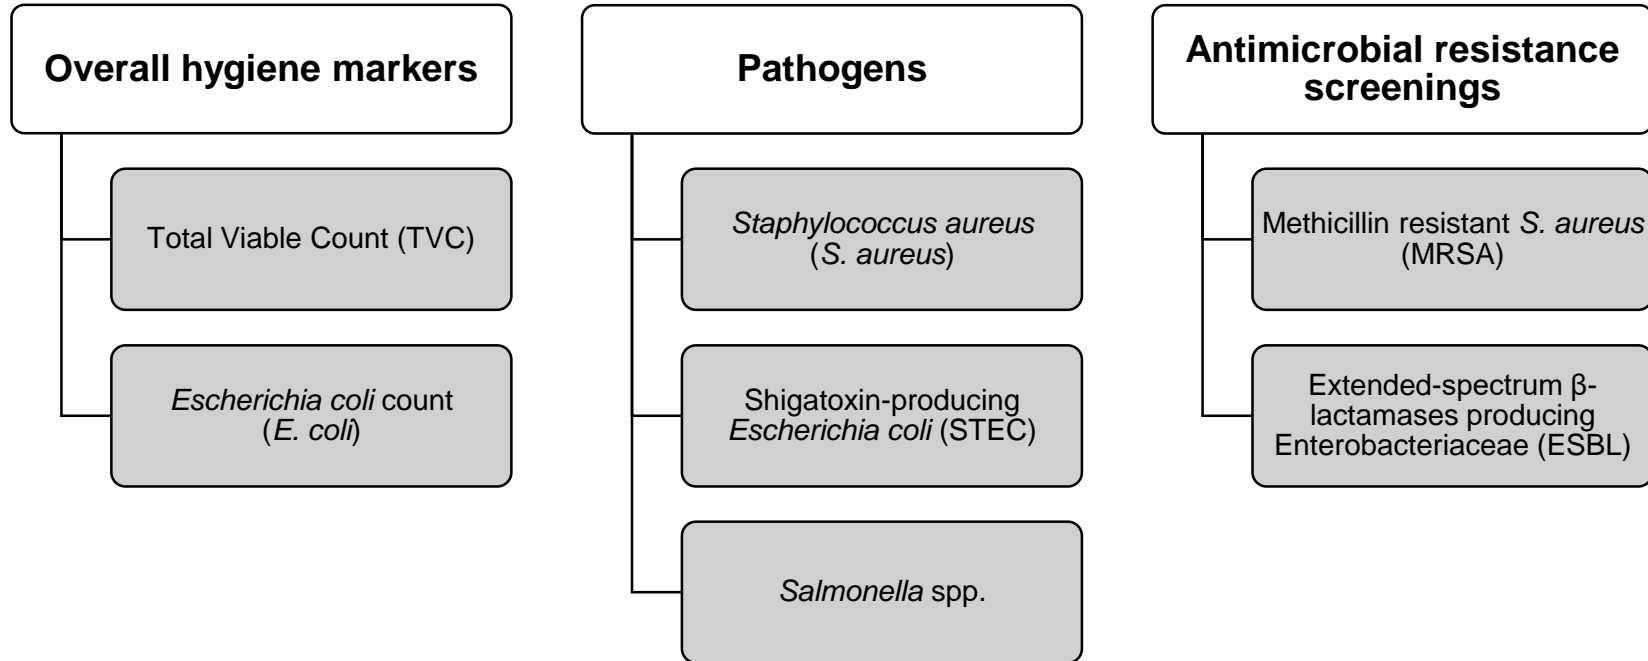 Overall hygiene markers
Total Viable Count (TVC)
Escherichia coli count
(E. coli)
Pathogens
Staphylococcus aureus
(S. aureus)
Shigatoxin-producing
Escherichia coli (STEC)
Salmonella spp.
Antimicrobial resistance
screenings
Methicillin resistant S. aureus
(MRSA)
Extended-spectrum β-
lactamases producing
Enterobacteriaceae (ESBL)